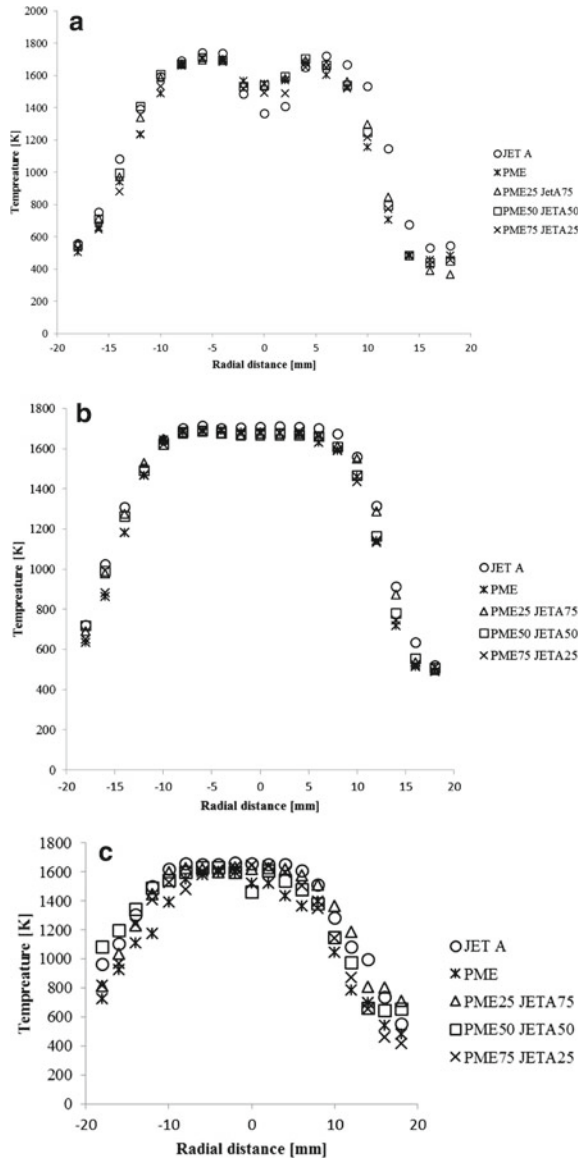 a
2000
1800
1600
1400
1200
1000
800
600
400
200
0
Tempreature [K]
-20 -15 -10 -5 0 5 10 15 20
Radial distance [mm]
JET A
PME
PME25 JetA75
PME50 JETA50
PME75 JETA25
b
1800
1600
1400
1200
1000
800
600
400
200
0
Tempreature [K]
-20 -15 -10 -5 0 5 10 15 20
Radial distance [mm]
JET A
PME
PME25 JETA75
PME50 JETA50
PME75 JETA25
c
1800
1600
1400
1200
1000
800
600
400
200
0
Tempreature [K]
-20 -10 0 10 20
Radial distance [mm]
JET A
PME
PME25 JETA75
PME50 JETA50
PME75 JETA25